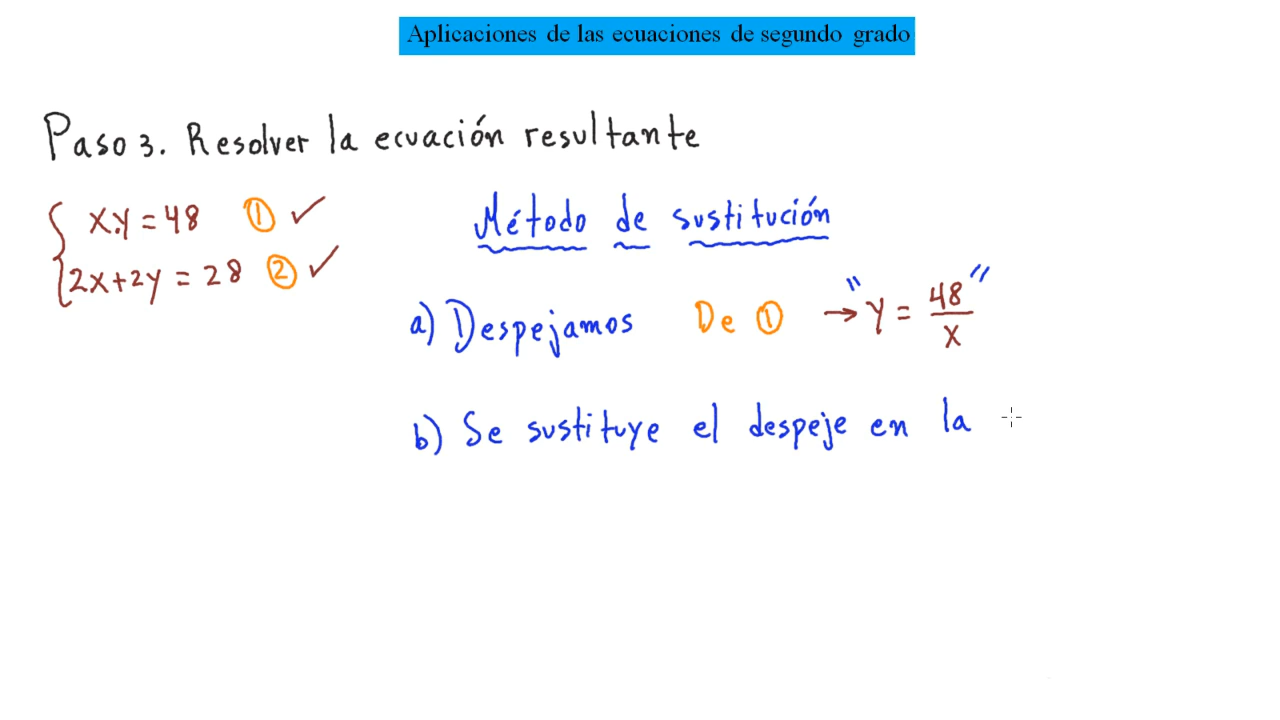 Aplicaciones de las ecuaciones de segundo grado
Paso 3. Resolver la ecuación resultante
x.y = 48 ① ✓
2x+2y = 28 ② ✓
Método de sustitución
a) Despejamos De ① → "y = 48/x"
b) Se sustituye el despeje en la